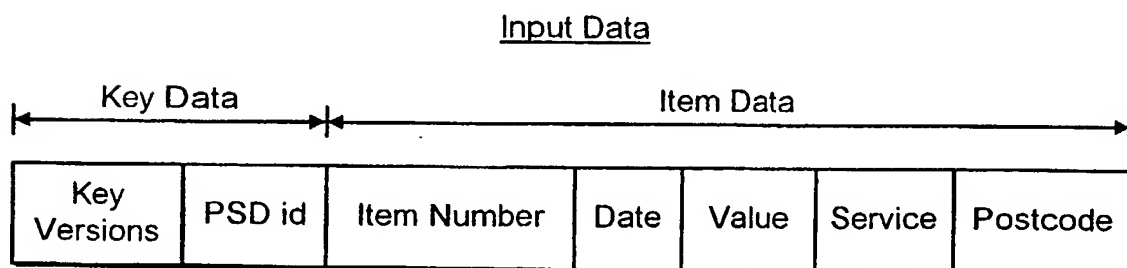 Input Data
Key Data
Item Data
Key
Versions
PSD id
Item Number
Date
Value
Service
Postcode